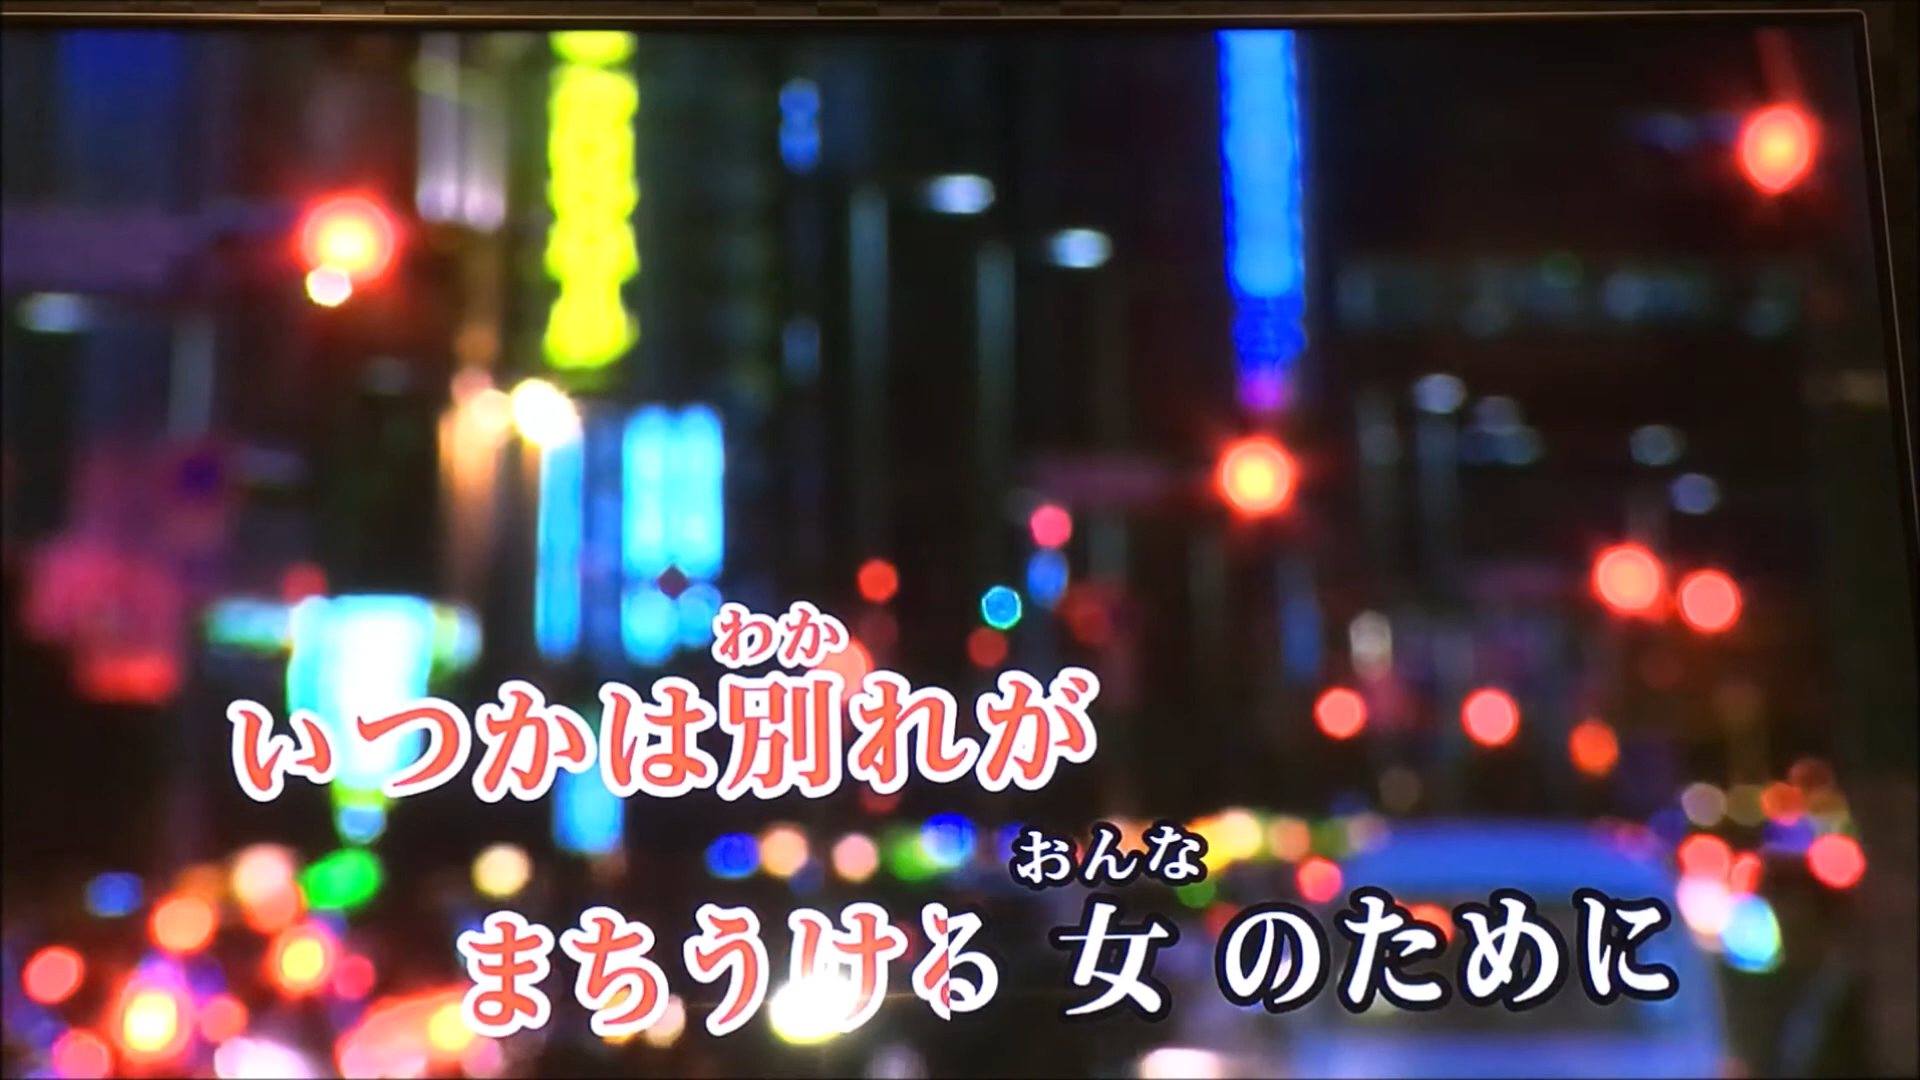 わか
いつかは別れが
おんな
まちうける 女 のために